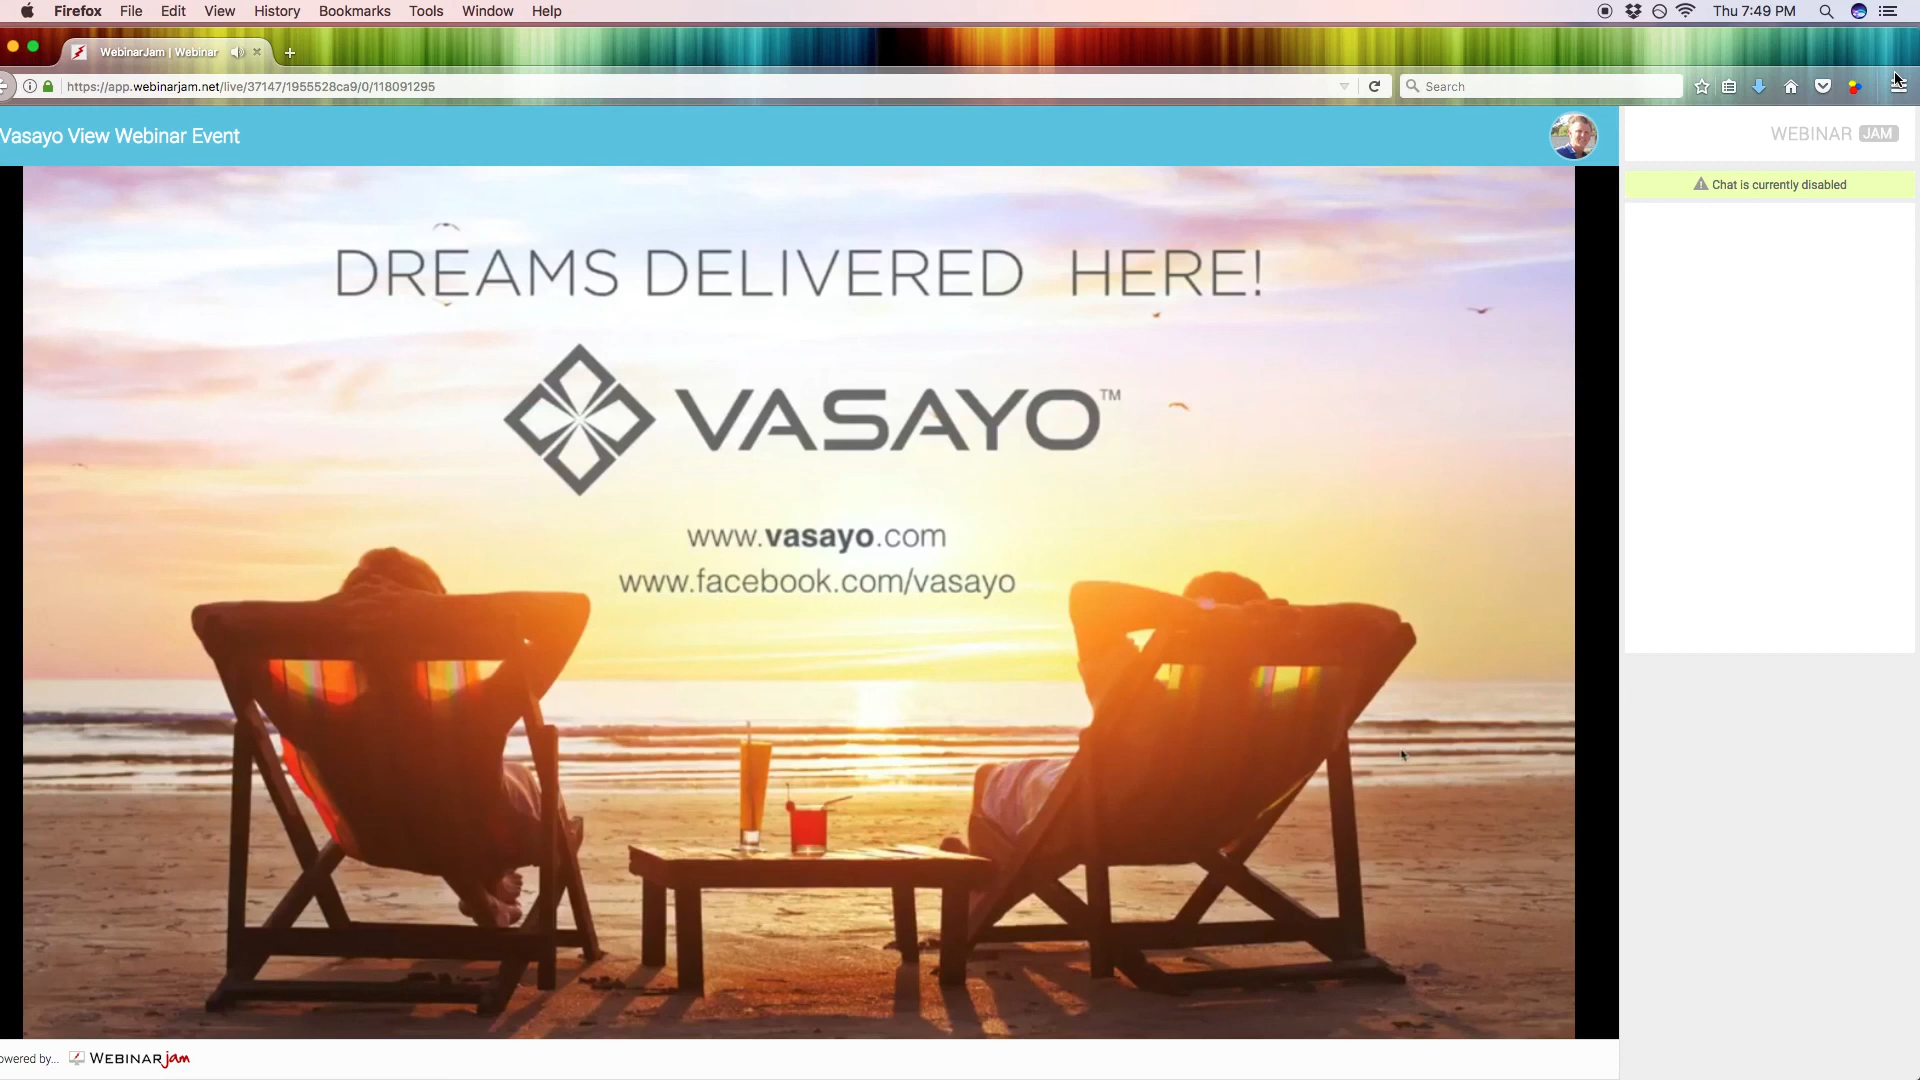 Firefox File Edit View History Bookmarks Tools Window Help Thu 7:49 PM
WebinarJam | Webinar
https://app.webinarjam.net/live/37147/1955528ca9/0/118091295 Search
Vasayo View Webinar Event
WEBINAR JAM
Chat is currently disabled
DREAMS DELIVERED HERE!
VASAYO™
www.vasayo.com
www.facebook.com/vasayo
owered by... WEBINARjam